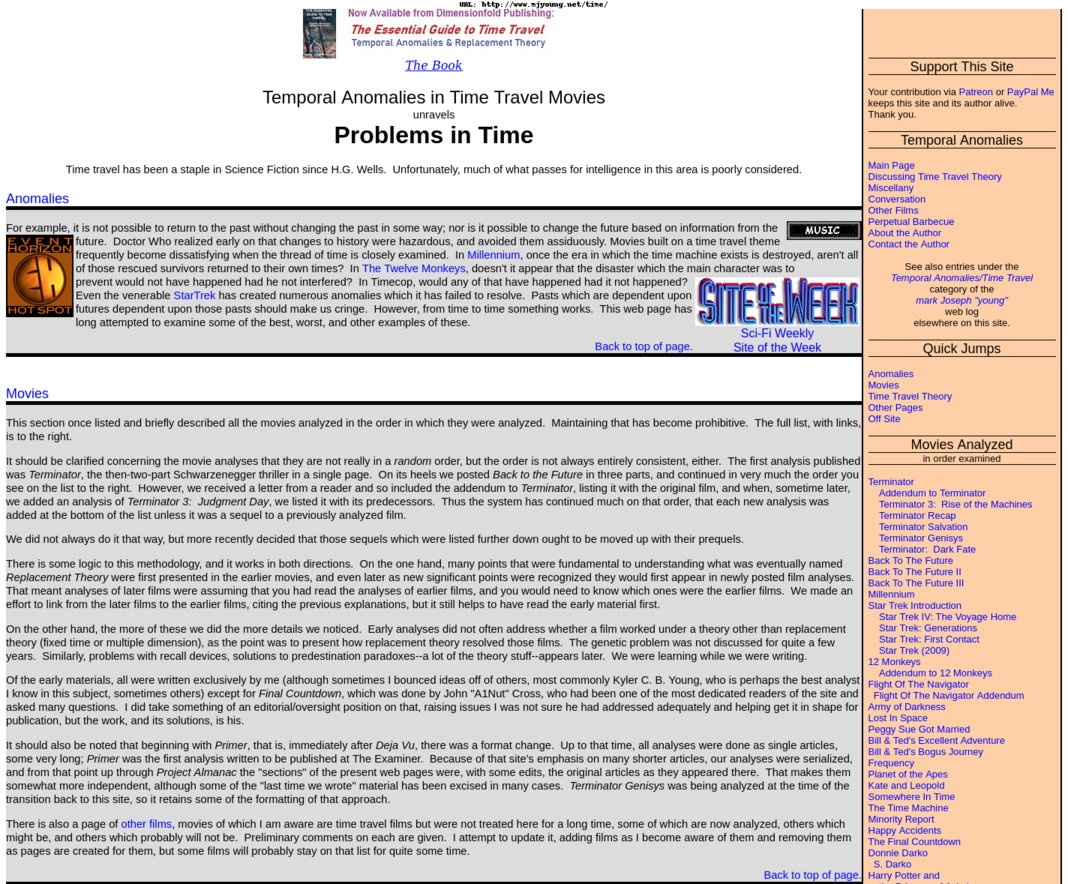 URL: http://www.mjyoung.net/time/
Now Available from Dimensionfold Publishing:
The Essential Guide to Time Travel
Temporal Anomalies & Replacement Theory
The Book
Temporal Anomalies in Time Travel Movies
unravels
Problems in Time
Time travel has been a staple in Science Fiction since H.G. Wells.  Unfortunately, much of what passes for intelligence in this area is poorly considered.
Anomalies
For example, it is not possible to return to the past without changing the past in some way; nor is it possible to change the future based on information from the
MUSIC
EVENT HORIZON
HOT SPOT
future.  Doctor Who realized early on that changes to history were hazardous, and avoided them assiduously. Movies built on a time travel theme
frequently become dissatisfying when the thread of time is closely examined.  In Millennium, once the era in which the time machine exists is destroyed, aren't all
of those rescued survivors returned to their own times?  In The Twelve Monkeys, doesn't it appear that the disaster which the main character was to
prevent would not have happened had he not interfered?  In Timecop, would any of that have happened had it not happened?
Even the venerable StarTrek has created numerous anomalies which it has failed to resolve.  Pasts which are dependent upon
futures dependent upon those pasts should make us cringe.  However, from time to time something works.  This web page has
long attempted to examine some of the best, worst, and other examples of these.
SITE OF THE WEEK
Sci-Fi Weekly
Site of the Week
Back to top of page.
Movies
This section once listed and briefly described all the movies analyzed in the order in which they were analyzed.  Maintaining that has become prohibitive.  The full list, with links,
is to the right.
It should be clarified concerning the movie analyses that they are not really in a random order, but the order is not always entirely consistent, either.  The first analysis published
was Terminator, the then-two-part Schwarzenegger thriller in a single page.  On its heels we posted Back to the Future in three parts, and continued in very much the order you
see on the list to the right.  However, we received a letter from a reader and so included the addendum to Terminator, listing it with the original film, and when, sometime later,
we added an analysis of Terminator 3:  Judgment Day, we listed it with its predecessors.  Thus the system has continued much on that order, that each new analysis was
added at the bottom of the list unless it was a sequel to a previously analyzed film.
We did not always do it that way, but more recently decided that those sequels which were listed further down ought to be moved up with their prequels.
There is some logic to this methodology, and it works in both directions.  On the one hand, many points that were fundamental to understanding what was eventually named
Replacement Theory were first presented in the earlier movies, and even later as new significant points were recognized they would first appear in newly posted film analyses.
That meant analyses of later films were assuming that you had read the analyses of earlier films, and you would need to know which ones were the earlier films.  We made an
effort to link from the later films to the earlier films, citing the previous explanations, but it still helps to have read the early material first.
On the other hand, the more of these we did the more details we noticed.  Early analyses did not often address whether a film worked under a theory other than replacement
theory (fixed time or multiple dimension), as the point was to present how replacement theory resolved those films.  The genetic problem was not discussed for quite a few
years.  Similarly, problems with recall devices, solutions to predestination paradoxes--a lot of the theory stuff--appears later.  We were learning while we were writing.
Of the early materials, all were written exclusively by me (although sometimes I bounced ideas off of others, most commonly Kyler C. B. Young, who is perhaps the best analyst
I know in this subject, sometimes others) except for Final Countdown, which was done by John "A1Nut" Cross, who had been one of the most dedicated readers of the site and
asked many questions.  I did take something of an editorial/oversight position on that, raising issues I was not sure he had addressed adequately and helping get it in shape for
publication, but the work, and its solutions, is his.
It should also be noted that beginning with Primer, that is, immediately after Deja Vu, there was a format change.  Up to that time, all analyses were done as single articles,
some very long; Primer was the first analysis written to be published at The Examiner.  Because of that site's emphasis on many shorter articles, our analyses were serialized,
and from that point up through Project Almanac the "sections" of the present web pages were, with some edits, the original articles as they appeared there.  That makes them
somewhat more independent, although some of the "last time we wrote" material has been excised in many cases.  Terminator Genisys was being analyzed at the time of the
transition back to this site, so it retains some of the formatting of that approach.
There is also a page of other films, movies of which I am aware are time travel films but were not treated here for a long time, some of which are now analyzed, others which
might be, and others which probably will not be.  Preliminary comments on each are given.  I attempt to update it, adding films as I become aware of them and removing them
as pages are created for them, but some films will probably stay on that list for quite some time.
Back to top of page.
Support This Site
Your contribution via Patreon or PayPal Me
keeps this site and its author alive.
Thank you.
Temporal Anomalies
Main Page
Discussing Time Travel Theory
Miscellany
Conversation
Other Films
Perpetual Barbecue
About the Author
Contact the Author
See also entries under the
Temporal Anomalies/Time Travel
category of the
mark Joseph "young"
web log
elsewhere on this site.
Quick Jumps
Anomalies
Movies
Time Travel Theory
Other Pages
Off Site
Movies Analyzed
in order examined
Terminator
Addendum to Terminator
Terminator 3:  Rise of the Machines
Terminator Recap
Terminator Salvation
Terminator Genisys
Terminator:  Dark Fate
Back To The Future
Back To The Future II
Back To The Future III
Millennium
Star Trek Introduction
Star Trek IV: The Voyage Home
Star Trek: Generations
Star Trek: First Contact
Star Trek (2009)
12 Monkeys
Addendum to 12 Monkeys
Flight Of The Navigator
Flight Of The Navigator Addendum
Army of Darkness
Lost In Space
Peggy Sue Got Married
Bill & Ted's Excellent Adventure
Bill & Ted's Bogus Journey
Frequency
Planet of the Apes
Kate and Leopold
Somewhere In Time
The Time Machine
Minority Report
Happy Accidents
The Final Countdown
Donnie Darko
S. Darko
Harry Potter and